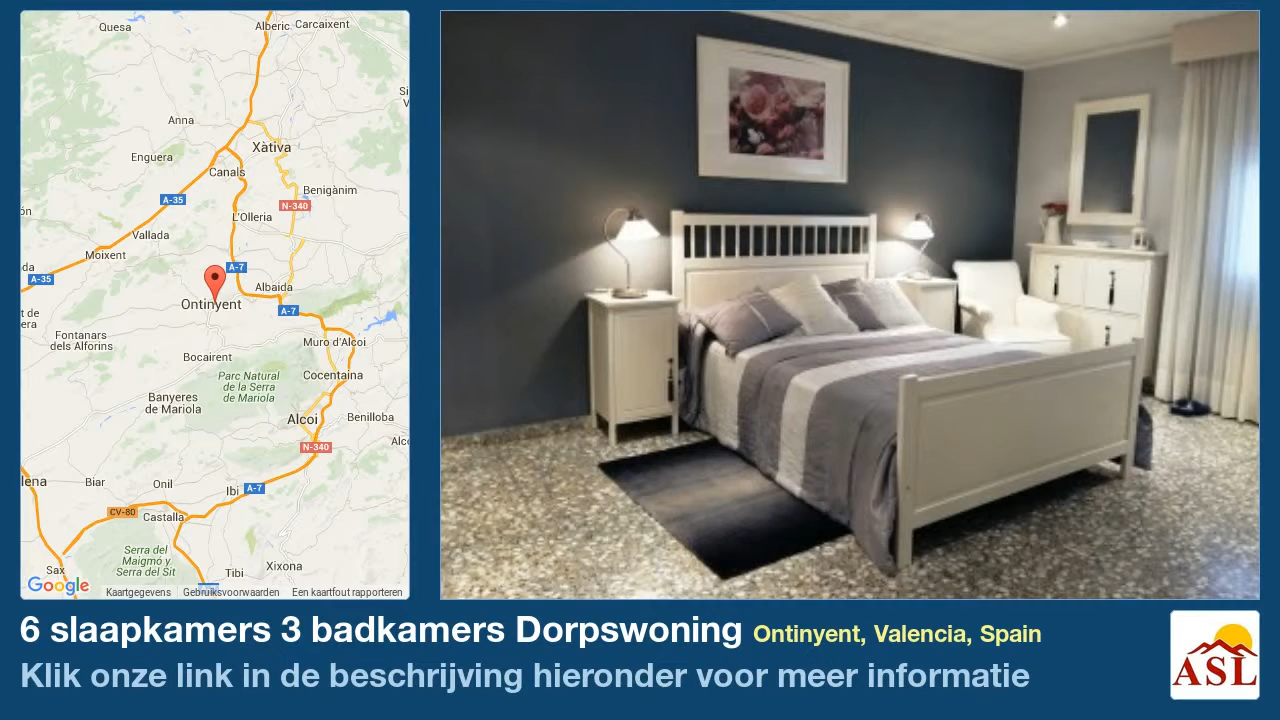 Quesa
Alberic Carcaixent
Anna
Enguera
Xàtiva
Canals
Benigànim
A-35
N-340
L'Olleria
Vallada
Moixent
A-7
A-35
Albaida
Ontinyent
A-7
Fontanars
dels Alforins
Muro d'Alcoi
Bocairent
Parc Natural
de la Serra
de Mariola
Cocentaina
Banyeres
de Mariola
Alcoi
Benilloba
N-340
Biar
Onil
Ibi
A-7
CV-80
Castalla
Serra del
Maigmó y
Serra del Sit
Sax
Tibi
Xixona
Google
Kaartgegevens Gebruiksvoorwaarden Een kaartfout rapporteren
6 slaapkamers 3 badkamers Dorpswoning Ontinyent, Valencia, Spain
Klik onze link in de beschrijving hieronder voor meer informatie
ASL